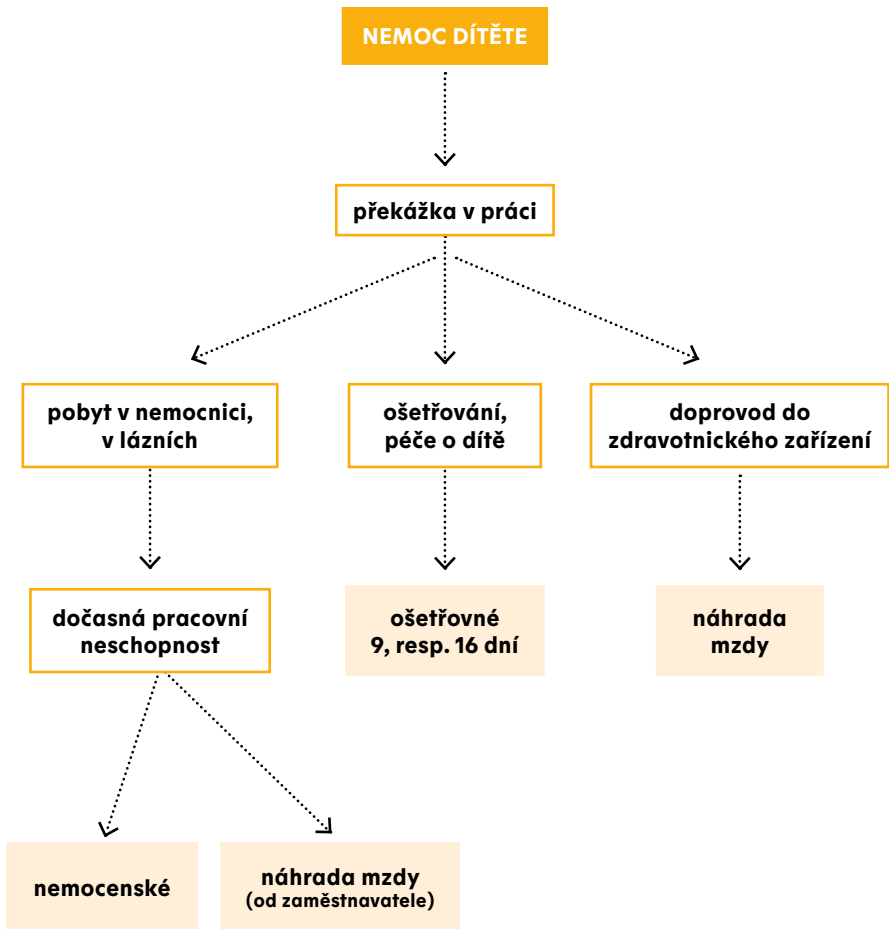 NEMOC DÍTĚTE
překážka v práci
pobyt v nemocnici,
v lázních
ošetřování,
péče o dítě
doprovod do
zdravotnického zařízení
dočasná pracovní
neschopnost
ošetřovné
9, resp. 16 dní
náhrada
mzdy
nemocenské
náhrada mzdy
(od zaměstnavatele)